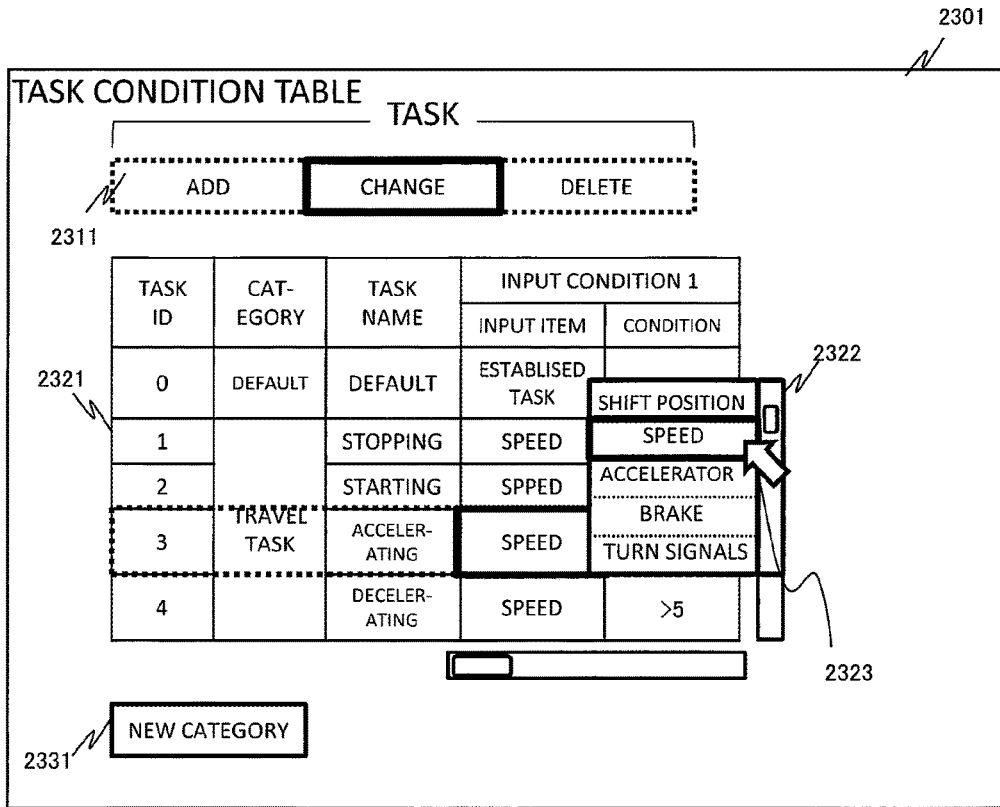 2301
TASK CONDITION TABLE
TASK
ADD CHANGE DELETE
2311
TASK ID CAT-EGORY TASK NAME INPUT CONDITION 1
INPUT ITEM CONDITION
2321
2322
0 DEFAULT DEFAULT ESTABLISED TASK
SHIFT POSITION
1 STOPPING SPEED SPEED
2 STARTING SPPED ACCELERATOR
BRAKE
3 TRAVEL TASK ACCELER-ATING SPEED TURN SIGNALS
4 DECELER-ATING SPEED >5
2323
NEW CATEGORY
2331